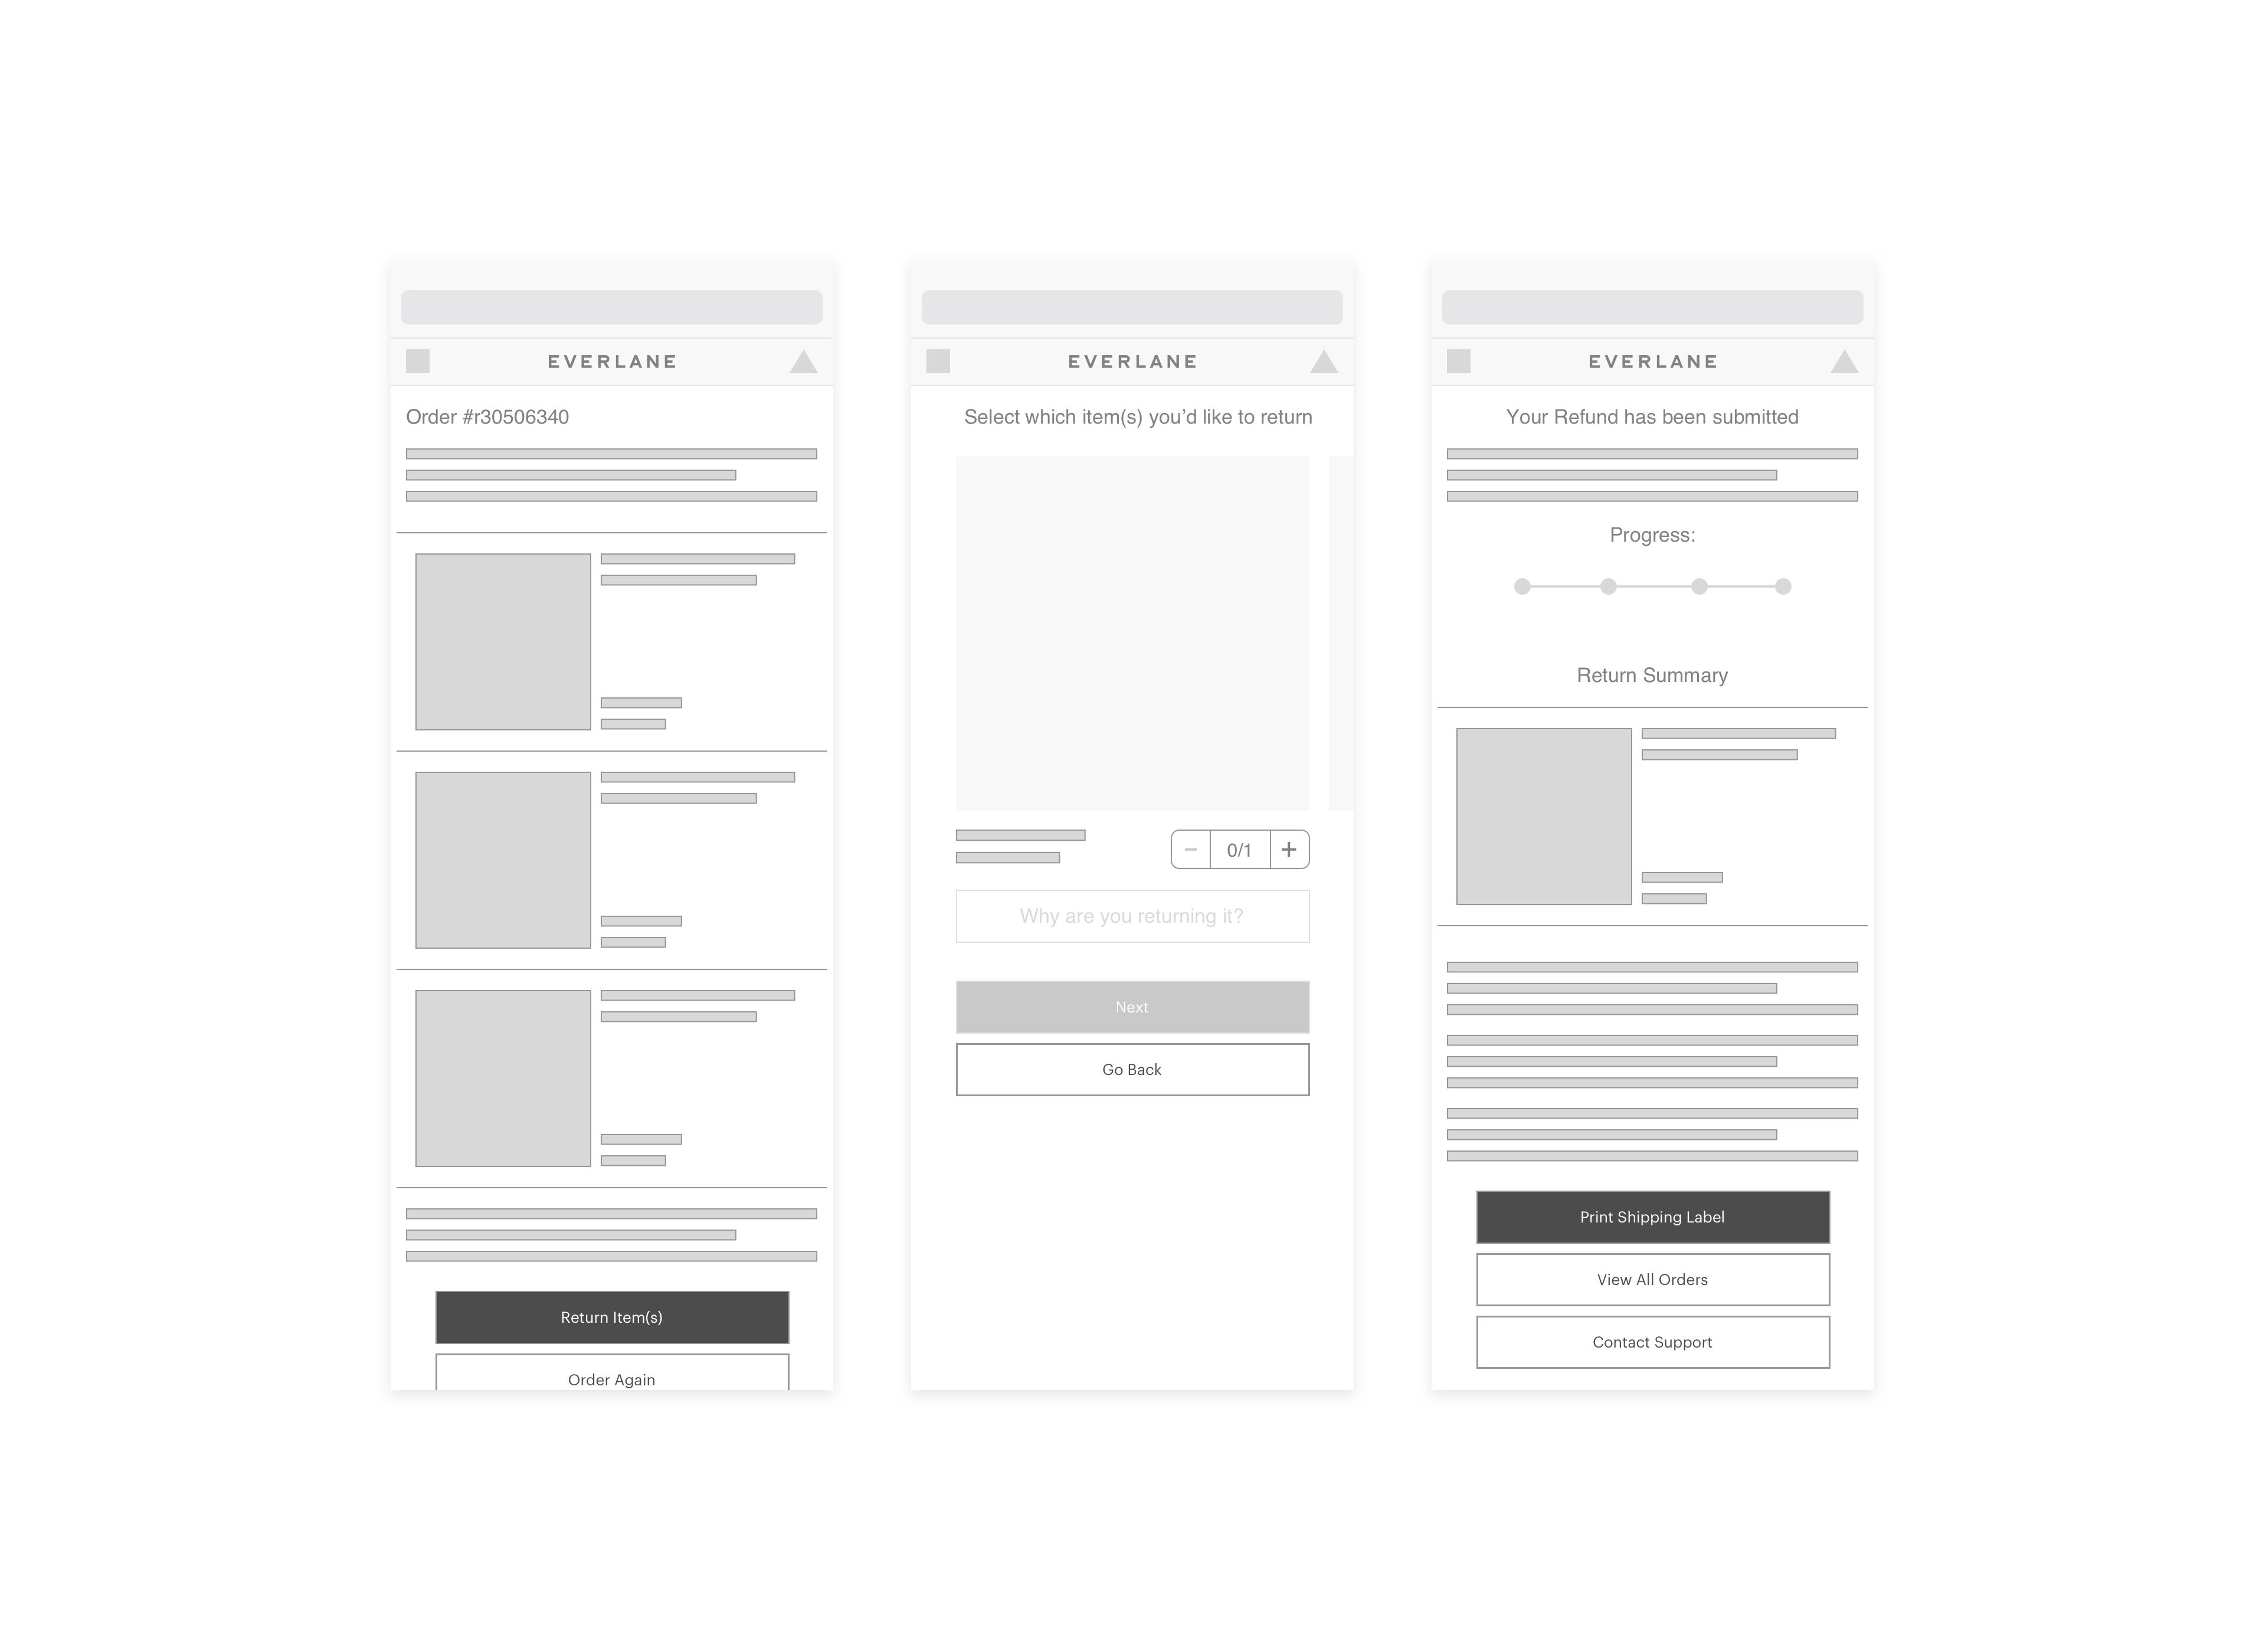 EVERLANE
Order #r30506340
Return Item(s)
Order Again
EVERLANE
Select which item(s) you’d like to return
− 0/1 +
Why are you returning it?
Next
Go Back
EVERLANE
Your Refund has been submitted
Progress:
Return Summary
Print Shipping Label
View All Orders
Contact Support